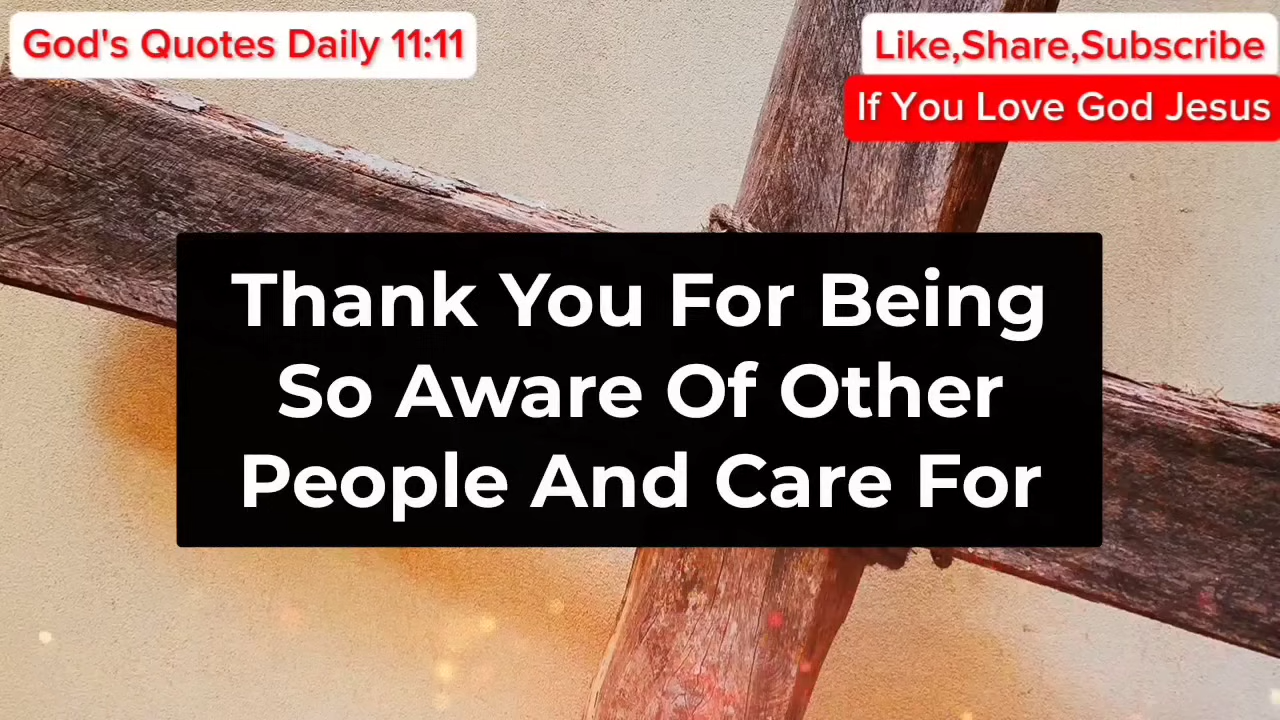 God's Quotes Daily 11:11
Like,Share,Subscribe
If You Love God Jesus
Thank You For Being
So Aware Of Other
People And Care For